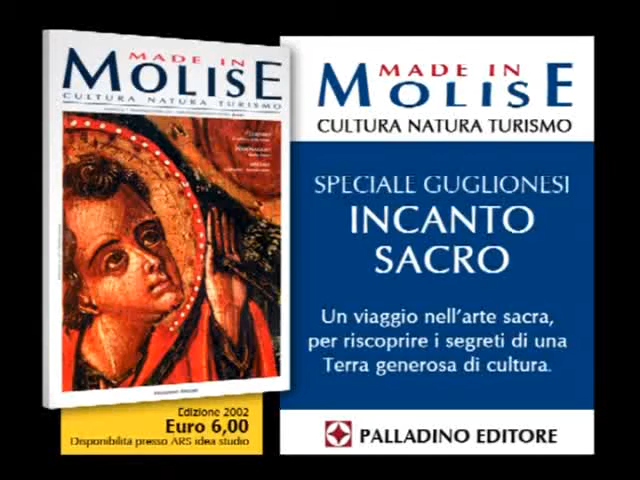 MADE IN
MOLISE
CULTURA NATURA TURISMO
Edizione 2002
Euro 6,00
Disponibilità presso ARS idea studio
MADE IN
MOLISE
CULTURA NATURA TURISMO
SPECIALE GUGLIONESI
INCANTO
SACRO
Un viaggio nell'arte sacra,
per riscoprire i segreti di una
Terra generosa di cultura.
PALLADINO EDITORE